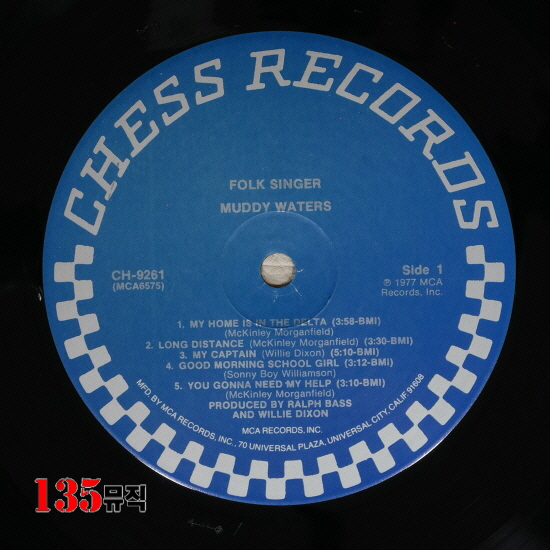 CHESS RECORDS
FOLK SINGER
MUDDY WATERS
CH-9261
(MCA6575)
Side 1
℗ 1977 MCA
Records, Inc.
1. MY HOME IS IN THE DELTA (3:58-BMI)
(McKinley Morganfield)
2. LONG DISTANCE (McKinley Morganfield) (3:30-BMI)
3. MY CAPTAIN (Willie Dixon) (5:10-BMI)
4. GOOD MORNING SCHOOL GIRL (3:12-BMI)
(Sonny Boy Williamson)
5. YOU GONNA NEED MY HELP (3:10-BMI)
(McKinley Morganfield)
PRODUCED BY RALPH BASS
AND WILLIE DIXON
MCA RECORDS, INC.
MFD. BY MCA RECORDS, INC., 70 UNIVERSAL PLAZA, UNIVERSAL CITY, CALIF 91608
135뮤직